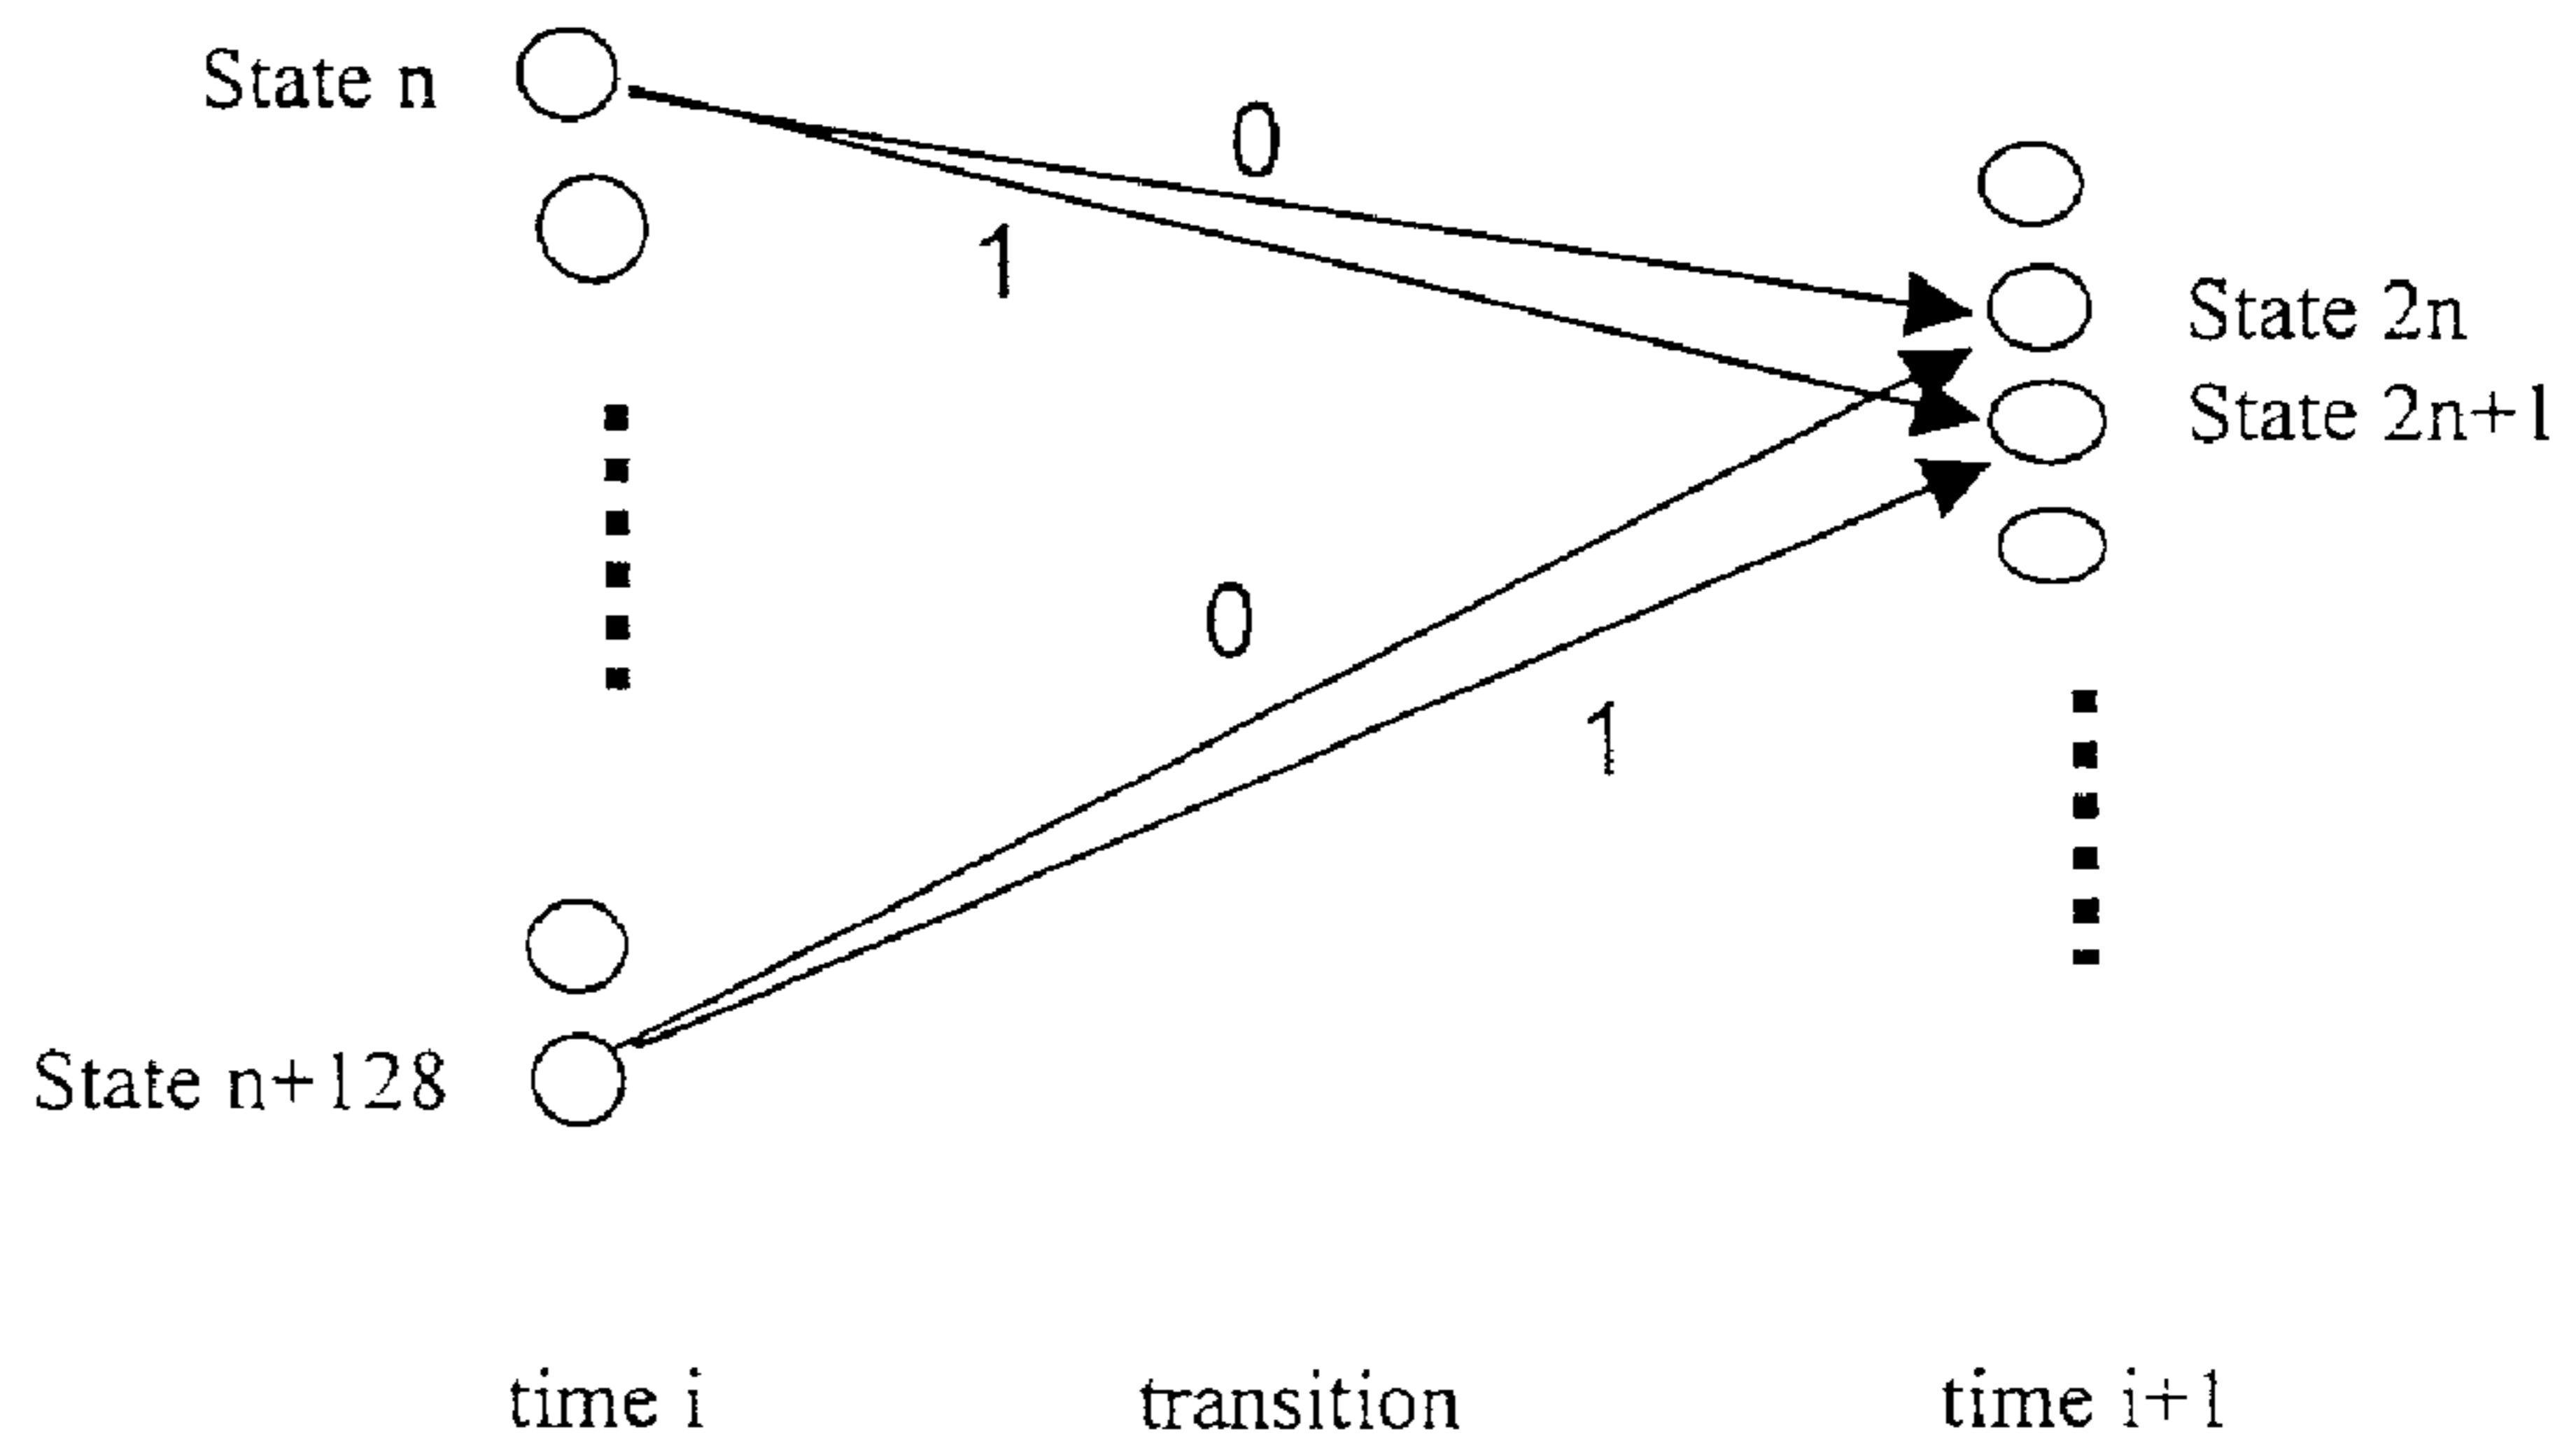 State n
0
1
State 2n
State 2n+1
0
1
State n+128
time i
transition
time i+1